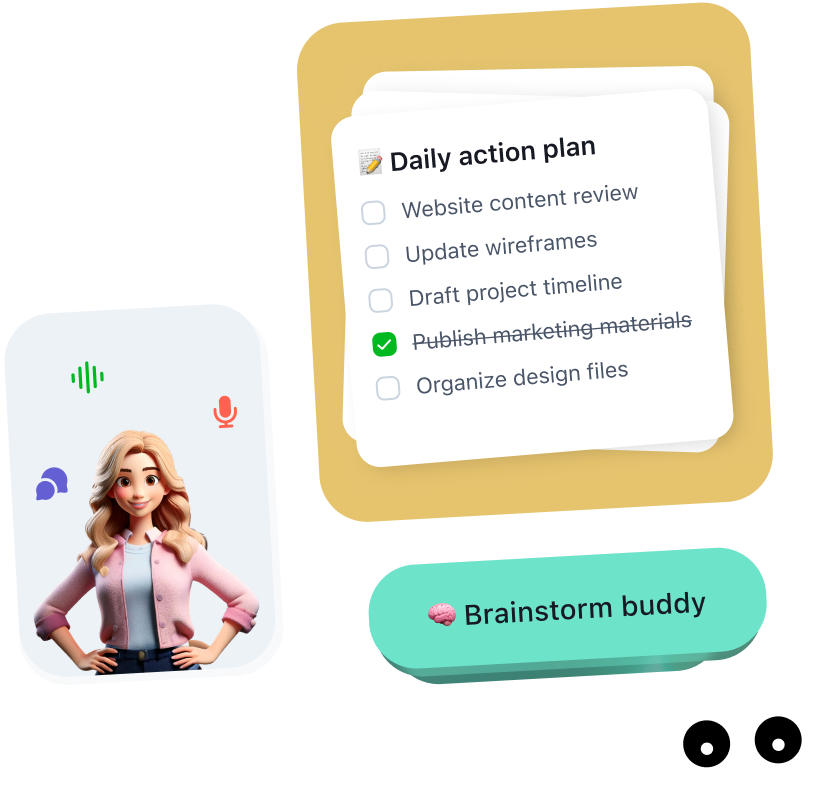 Daily action plan
Website content review
Update wireframes
Draft project timeline
Publish marketing materials
Organize design files
Brainstorm buddy